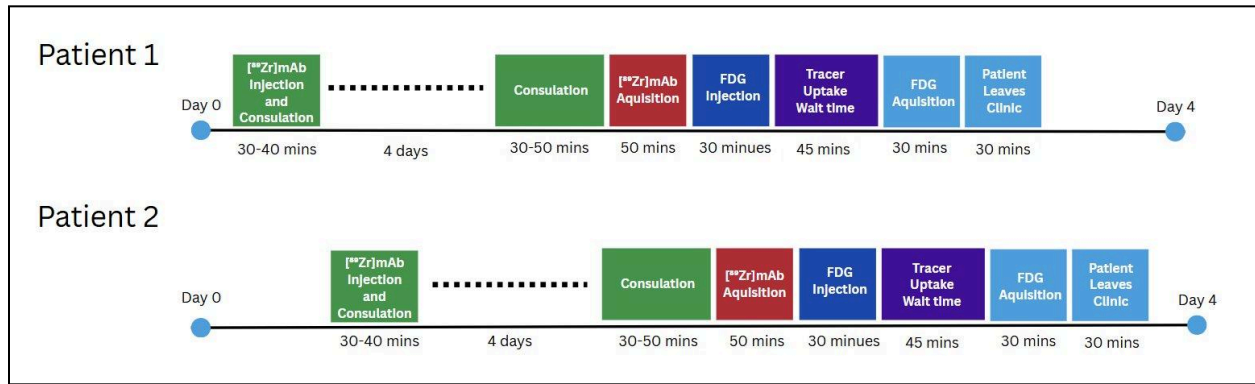 Patient 1
Day 0
[⁸⁹Zr]mAb
Injection
and
Consulation
Consulation
[⁸⁹Zr]mAb
Aquisition
FDG
Injection
Tracer
Uptake
Wait time
FDG
Aquisition
Patient
Leaves
Clinic
Day 4
30-40 mins
4 days
30-50 mins
50 mins
30 minues
45 mins
30 mins
30 mins
Patient 2
Day 0
[⁸⁹Zr]mAb
Injection
and
Consulation
Consulation
[⁸⁹Zr]mAb
Aquisition
FDG
Injection
Tracer
Uptake
Wait time
FDG
Aquisition
Patient
Leaves
Clinic
Day 4
30-40 mins
4 days
30-50 mins
50 mins
30 minues
45 mins
30 mins
30 mins